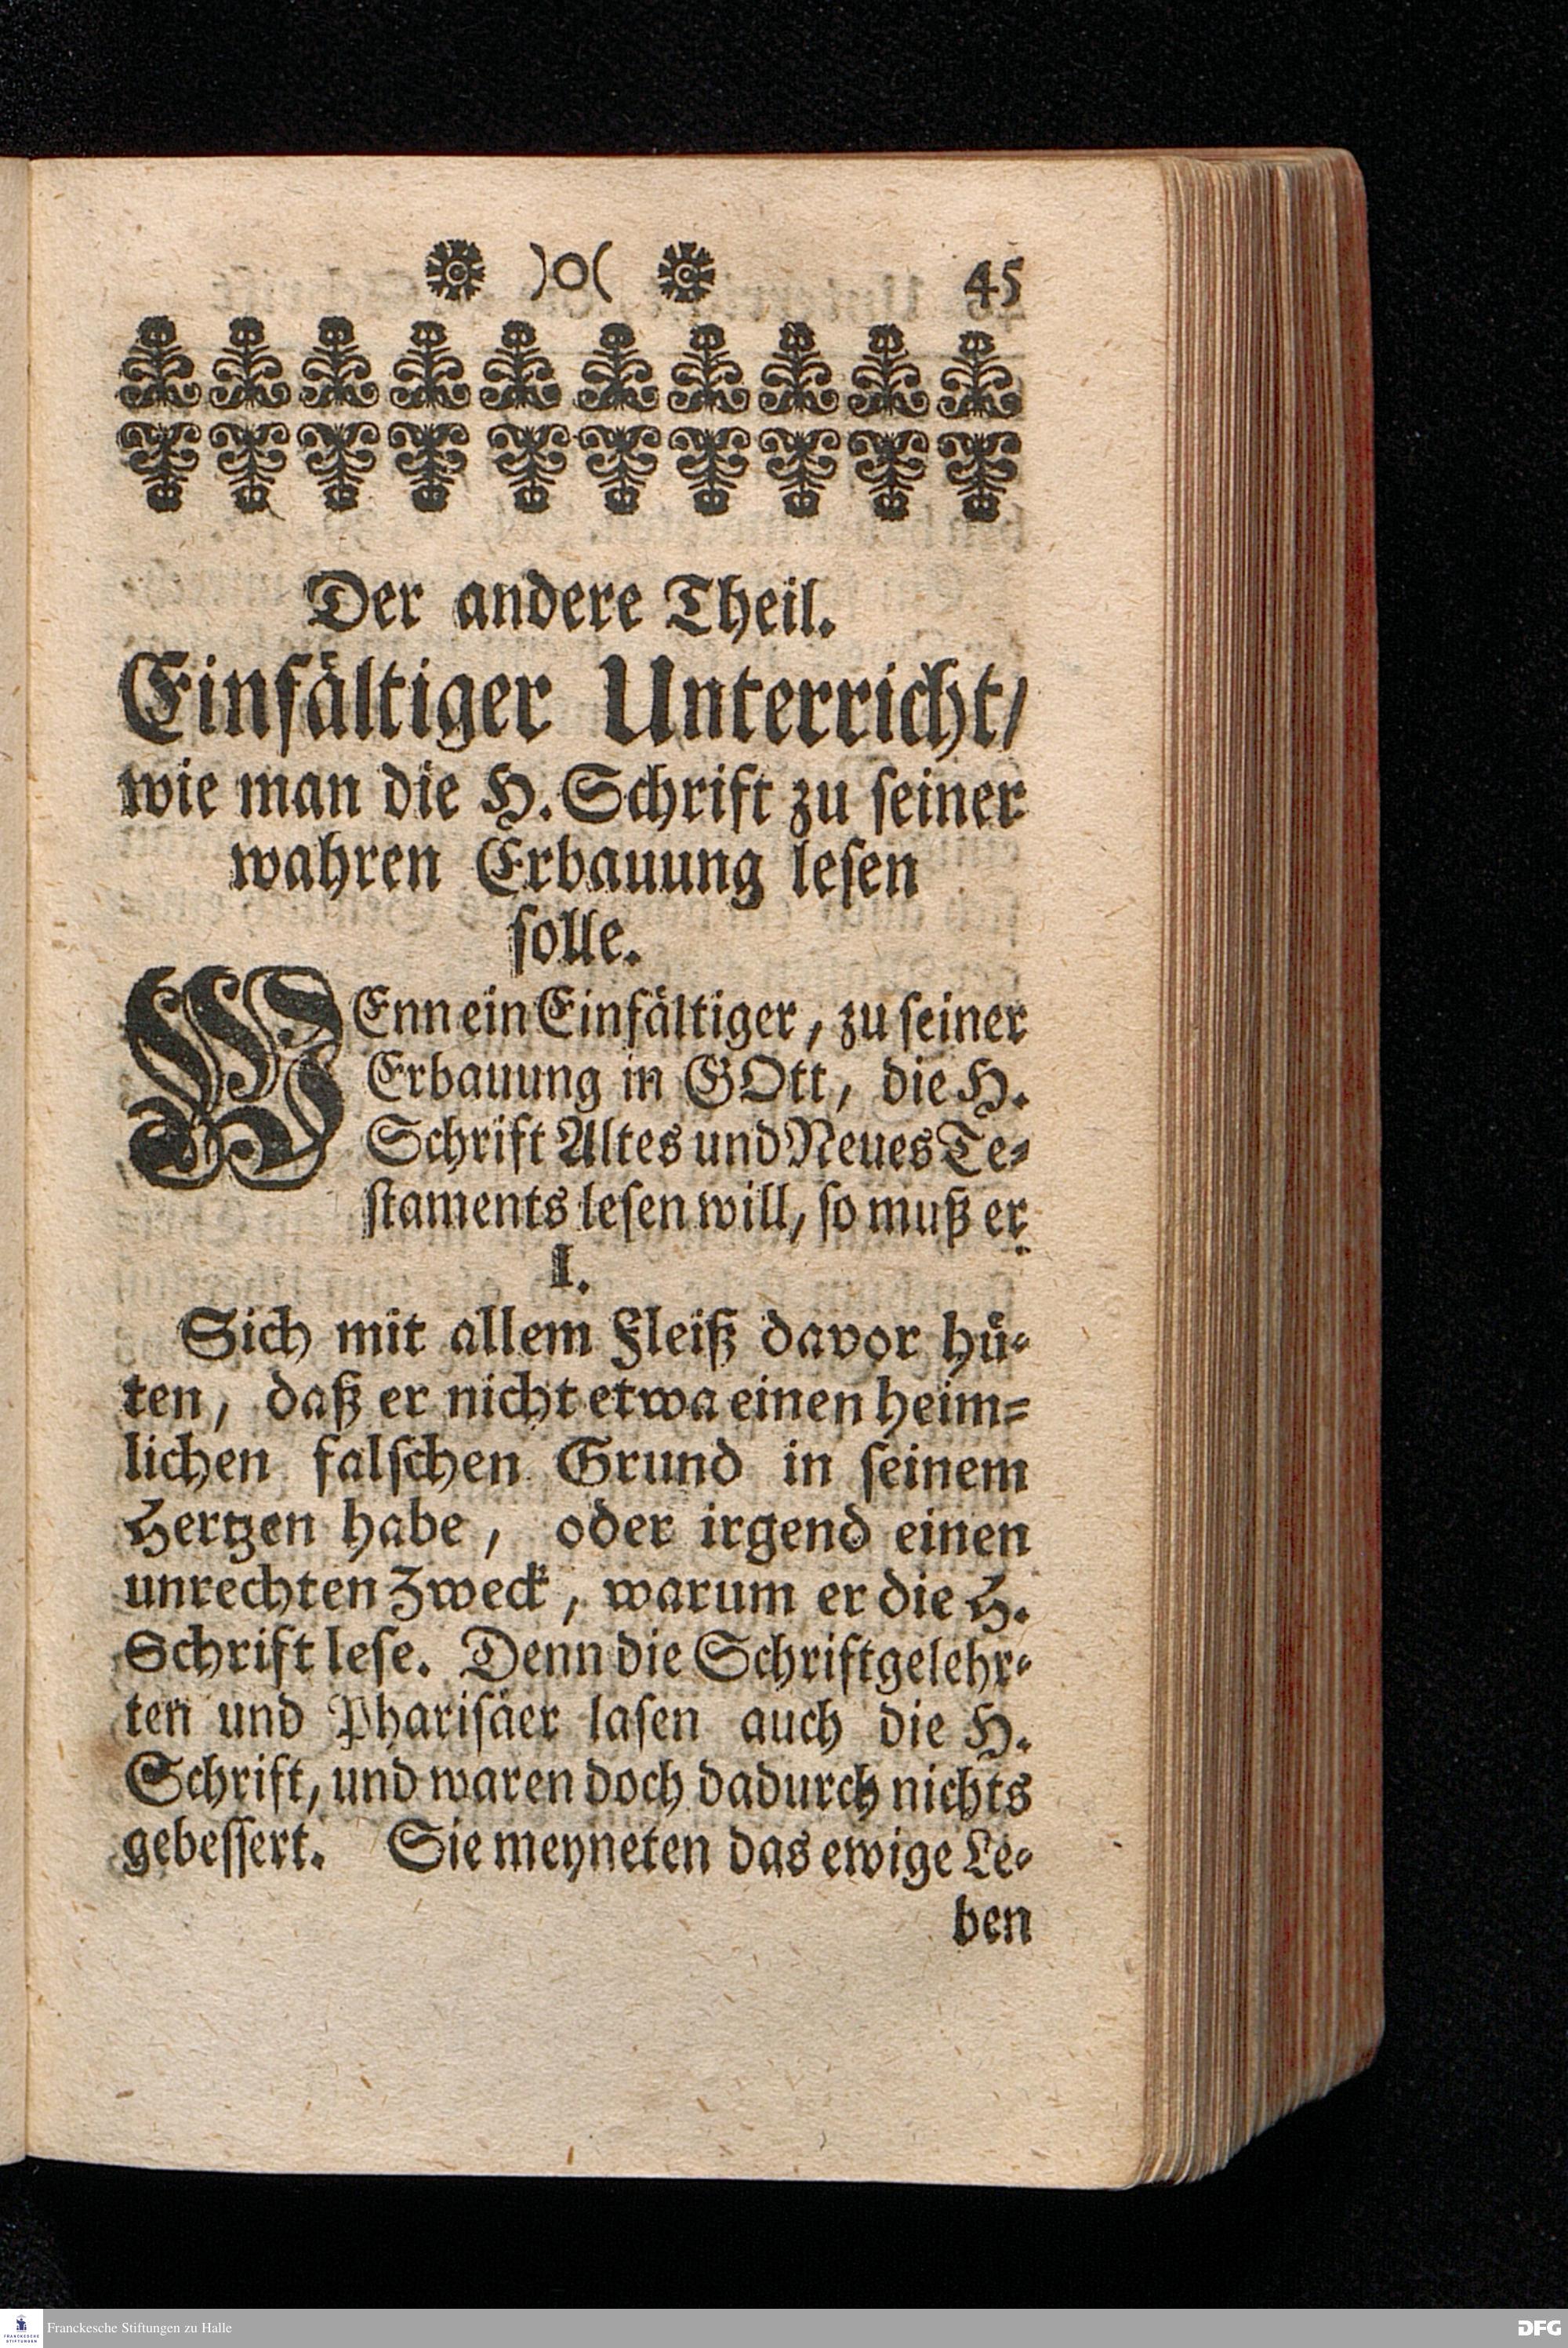 )o( 45
Der andere Theil.
Einfältiger Unterricht/
wie man die H. Schrift zu seiner
wahren Erbauung lesen
solle.
WEnn ein Einfältiger, zu seiner
Erbauung in GOtt, die H.
Schrift Altes und Neues Te-
staments lesen will, so muß er
I.
Sich mit allem Fleiß davor hü-
ten, daß er nicht etwa einen heim-
lichen falschen Grund in seinem
Hertzen habe, oder irgend einen
unrechten Zweck, warum er die H.
Schrift lese. Denn die Schriftgelehr-
ten und Pharisäer lasen auch die H.
Schrift, und waren doch dadurch nichts
gebessert. Sie meyneten das ewige Le-
ben
FRANCKESCHE
STIFTUNGEN
Franckesche Stiftungen zu Halle
DFG